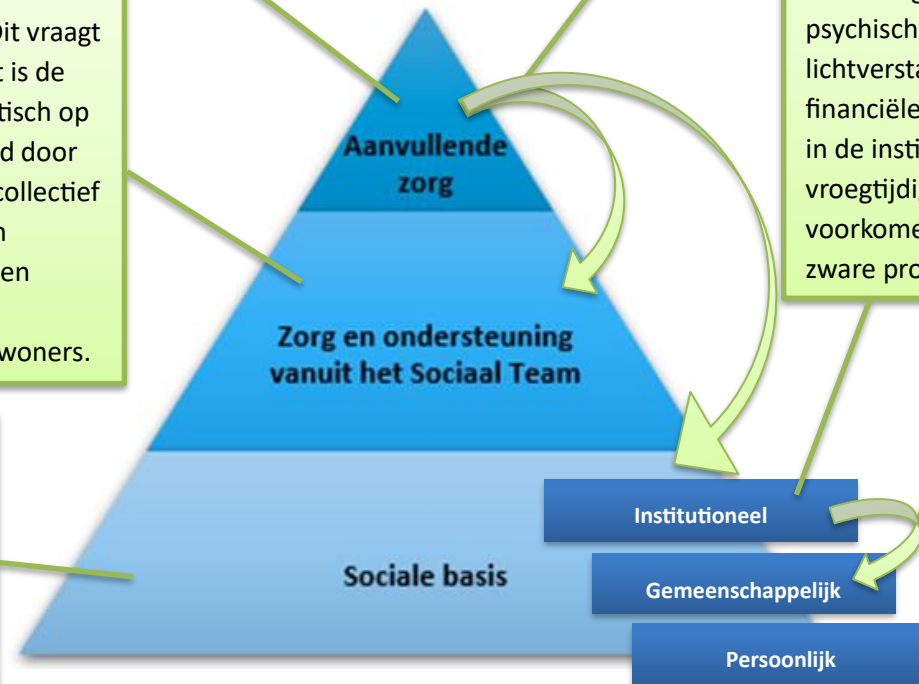 Dit vraagt
t is de
tisch op
d door
collectief
en
woners.
psychisch
lichtversta
financiële
in de insti
vroegtijdi
voorkome
zware pro
Aanvullende
zorg
Zorg en ondersteuning
vanuit het Sociaal Team
Sociale basis
Institutioneel
Gemeenschappelijk
Persoonlijk